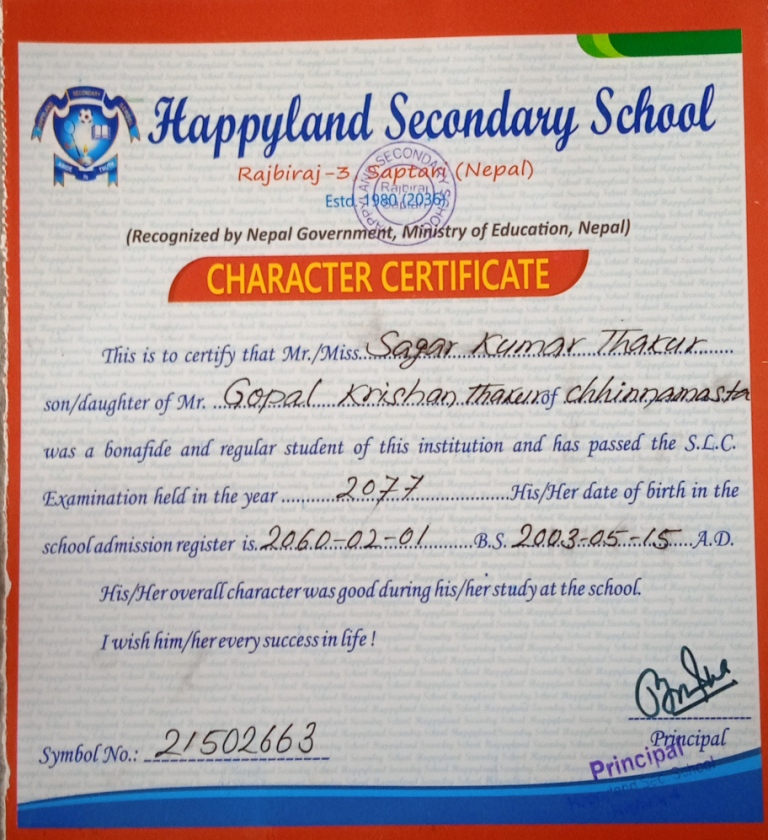 Happyland Secondary School
Rajbiraj-3, Saptari (Nepal)
Estd. 1980 (2036)
HAPPYLAND SECONDARY SCHOOL
Rajbiraj
Saptari
(Recognized by Nepal Government, Ministry of Education, Nepal)
CHARACTER CERTIFICATE
This is to certify that Mr./Miss. Sagar Kumar Thakur
son/daughter of Mr. Gopal Krishan Thakur of chhinnamasta
was a bonafide and regular student of this institution and has passed the S.L.C.
Examination held in the year 2077 His/Her date of birth in the
school admission register is. 2060-02-01 B.S. 2003-05-15 A.D.
His/Her overall character was good during his/her study at the school.
I wish him/her every success in life !
Symbol No.: 21502663
Principal
Principal